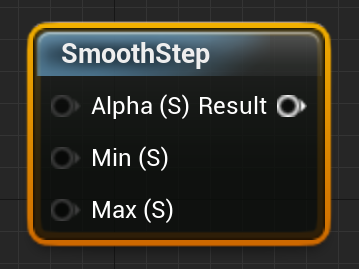 SmoothStep
Alpha (S) Result
Min (S)
Max (S)